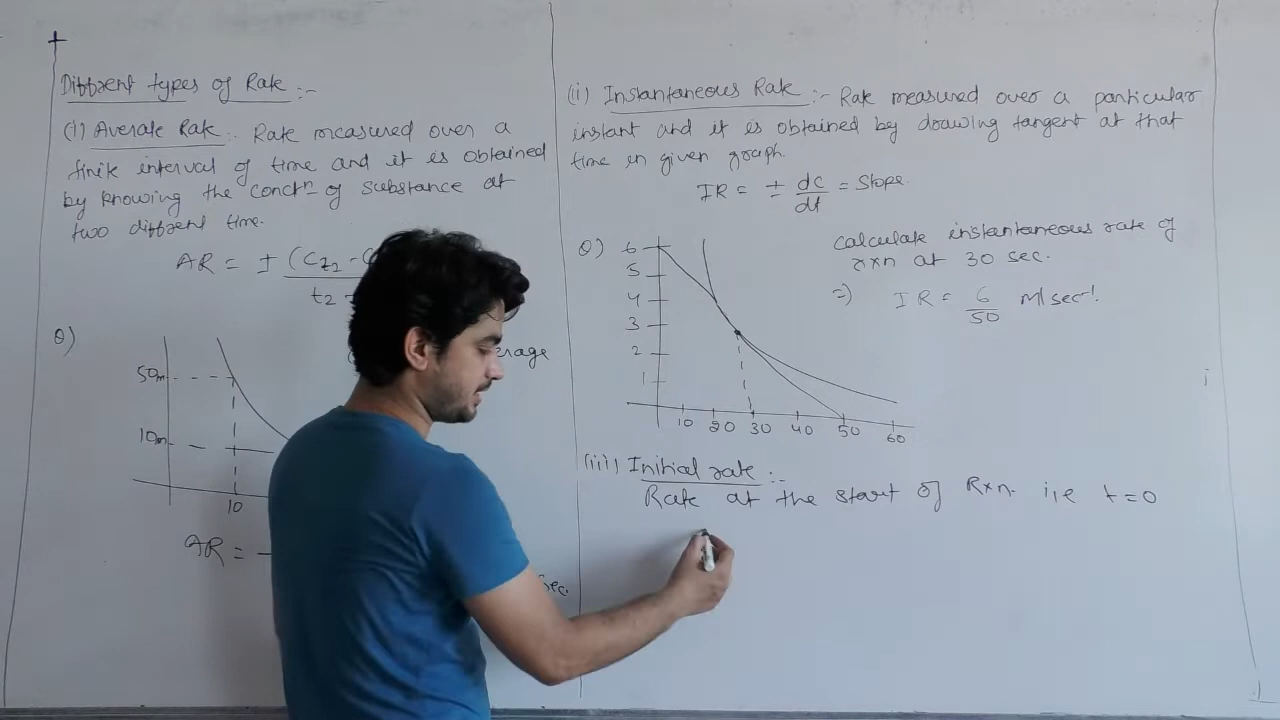 Different types of Rate :-
(i) Averate Rate :- Rate measured over a
finite interval of time and it is obtained
by knowing the conctn of substance at
two different time.
AR = ±
t2
Q)
50m
10m
10
AR = -
sec.
(ii) Instantaneous Rate :- Rate measured over a particular
instant and it is obtained by drawing tangent at that
time in given graph.
IR = ± dc/dt = Slope.
Q)
6
5
4
3
2
1
10 20 30 40 50 60
calculate instantaneous rate of
rxn at 30 sec.
=) IR = 6/50 M/sec-1.
(iii) Initial rate :-
Rate at the start of Rxn. i,e t=0